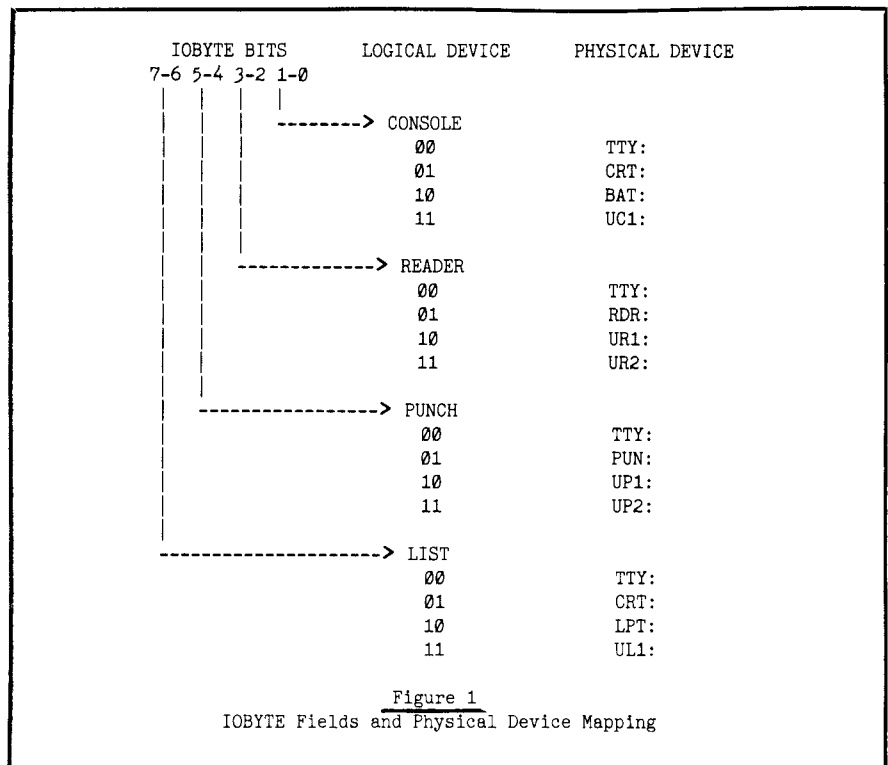 IOBYTE BITS LOGICAL DEVICE PHYSICAL DEVICE
7-6 5-4 3-2 1-0
--------> CONSOLE
00 TTY:
01 CRT:
10 BAT:
11 UC1:
-------------> READER
00 TTY:
01 RDR:
10 UR1:
11 UR2:
-----------------> PUNCH
00 TTY:
01 PUN:
10 UP1:
11 UP2:
---------------------> LIST
00 TTY:
01 CRT:
10 LPT:
11 UL1:
Figure 1
IOBYTE Fields and Physical Device Mapping